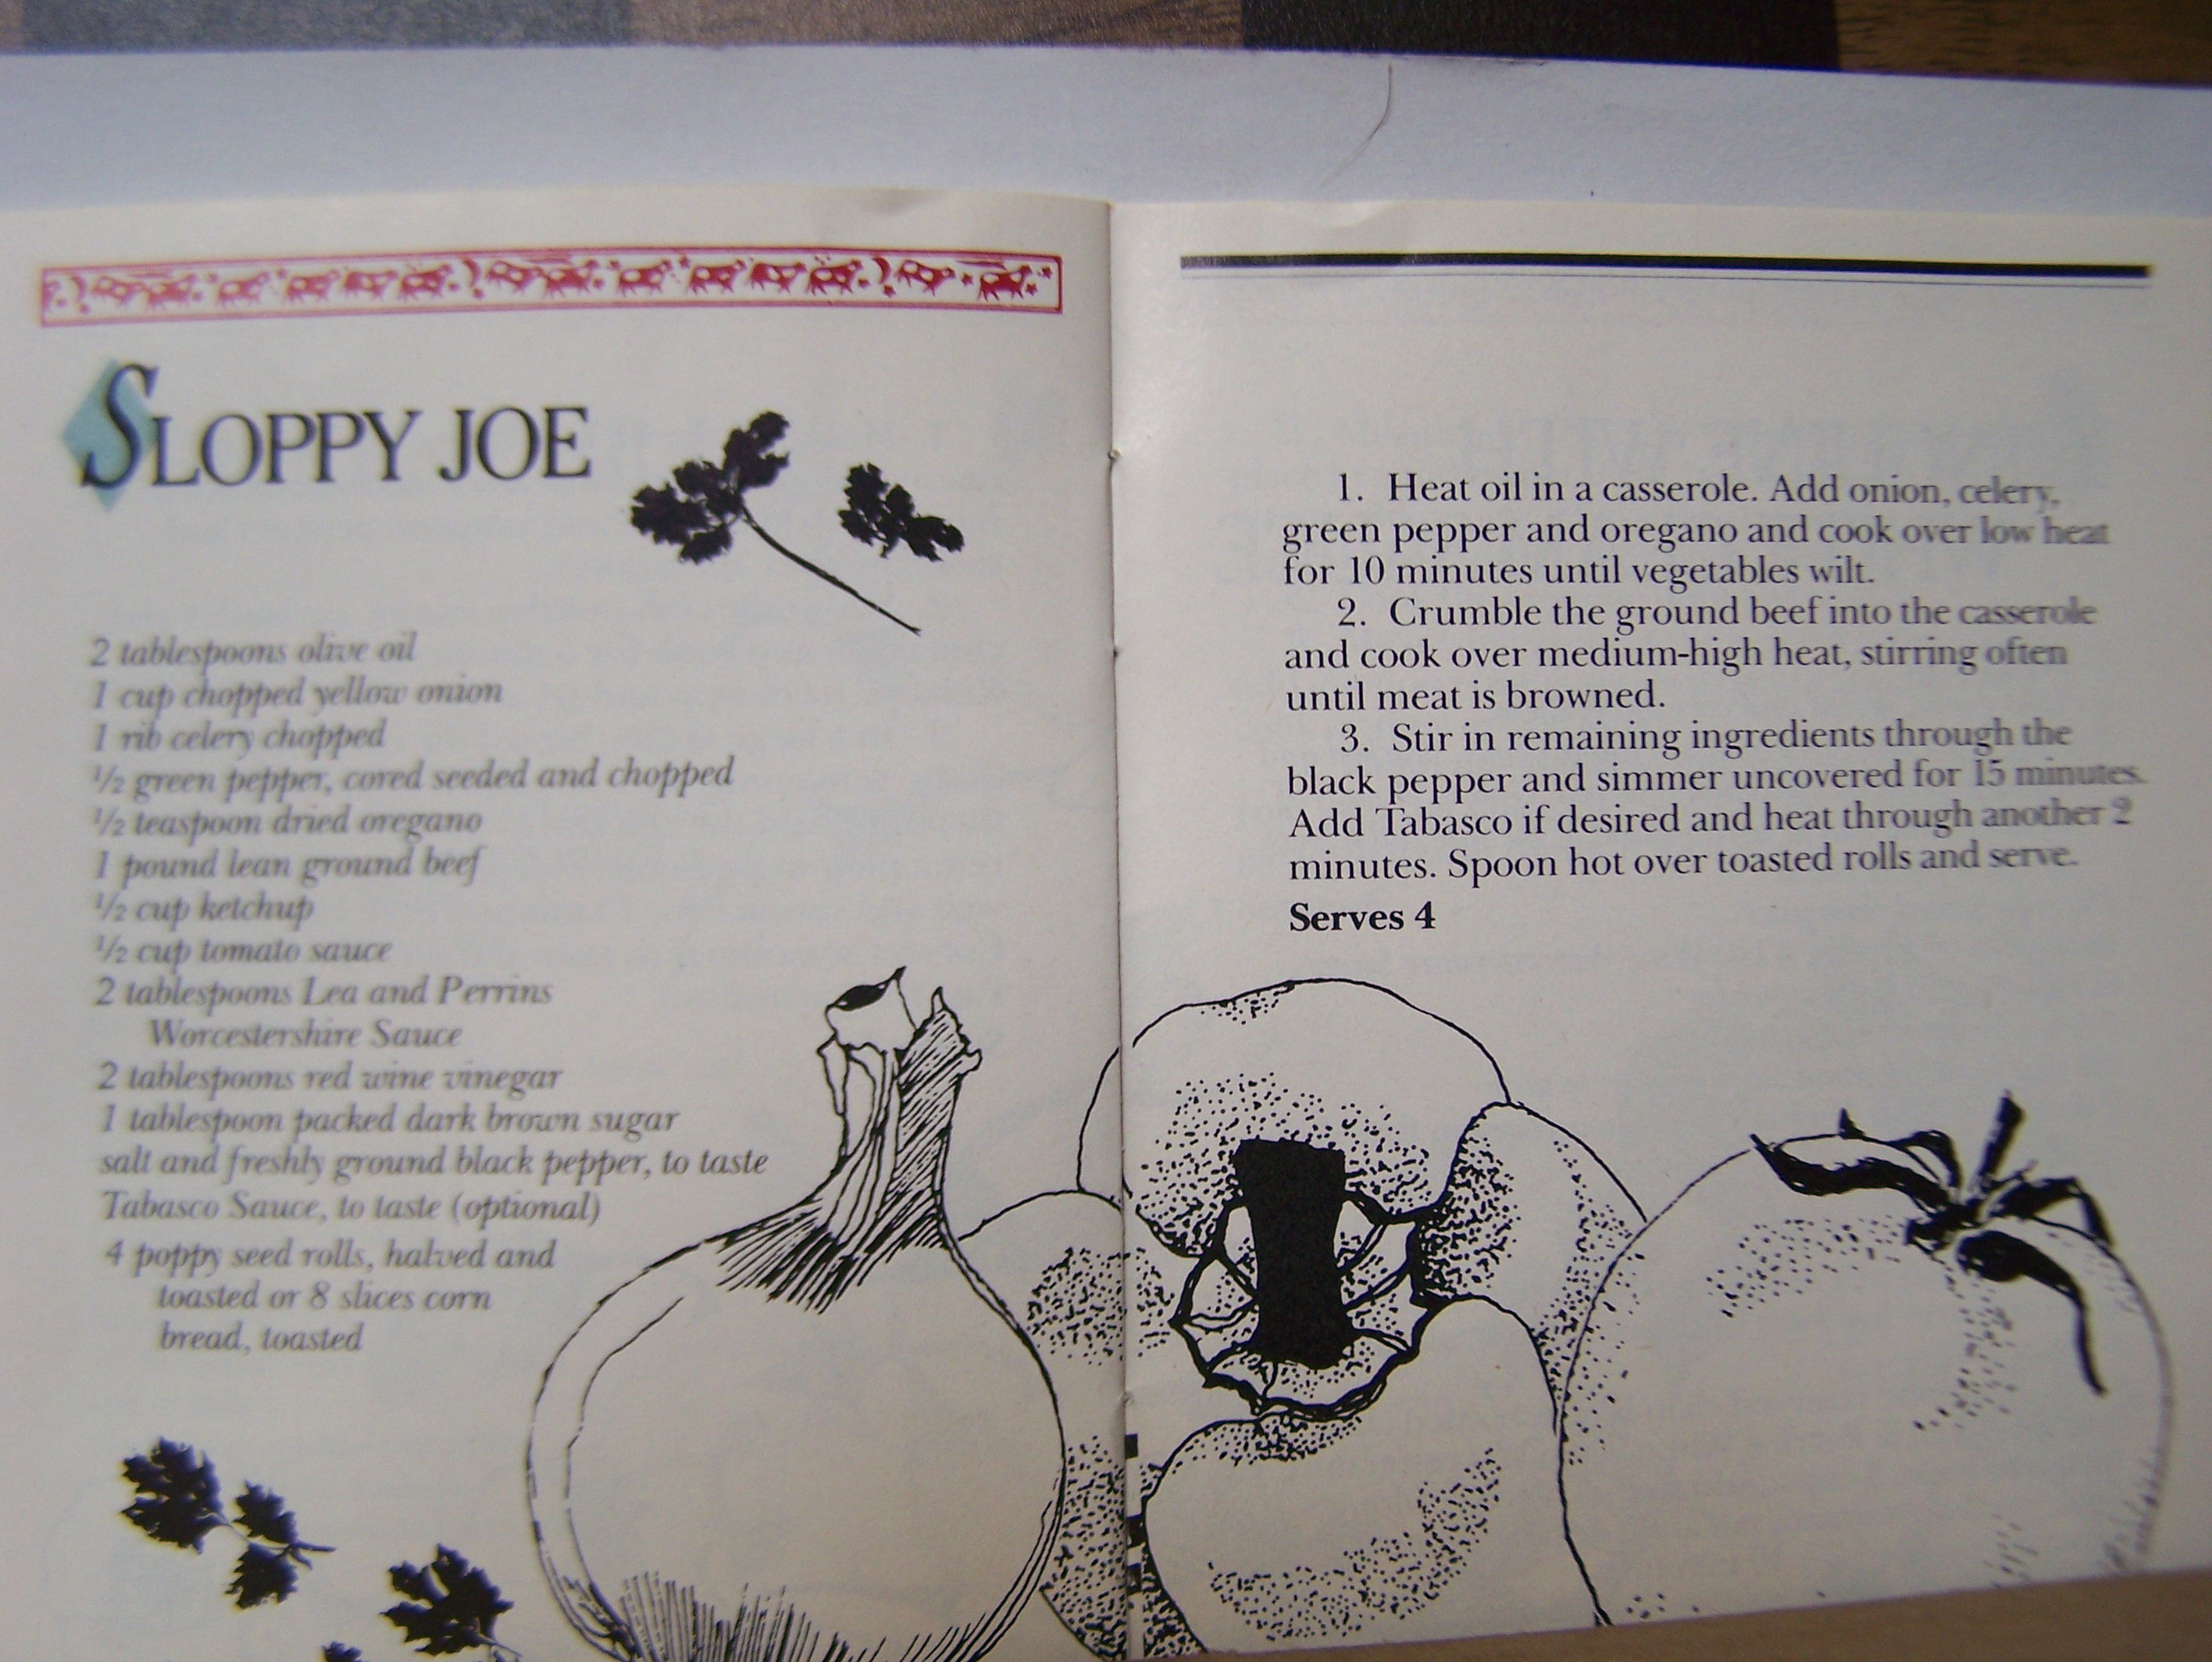 SLOPPY JOE
2 tablespoons olive oil
1 cup chopped yellow onion
1 rib celery chopped
½ green pepper, cored seeded and chopped
½ teaspoon dried oregano
1 pound lean ground beef
½ cup ketchup
½ cup tomato sauce
2 tablespoons Lea and Perrins
Worcestershire Sauce
2 tablespoons red wine vinegar
1 tablespoon packed dark brown sugar
salt and freshly ground black pepper, to taste
Tabasco Sauce, to taste (optional)
4 poppy seed rolls, halved and
toasted or 8 slices corn
bread, toasted
1. Heat oil in a casserole. Add onion, celery,
green pepper and oregano and cook over low heat
for 10 minutes until vegetables wilt.
2. Crumble the ground beef into the casserole
and cook over medium-high heat, stirring often
until meat is browned.
3. Stir in remaining ingredients through the
black pepper and simmer uncovered for 15 minutes.
Add Tabasco if desired and heat through another 2
minutes. Spoon hot over toasted rolls and serve.
Serves 4